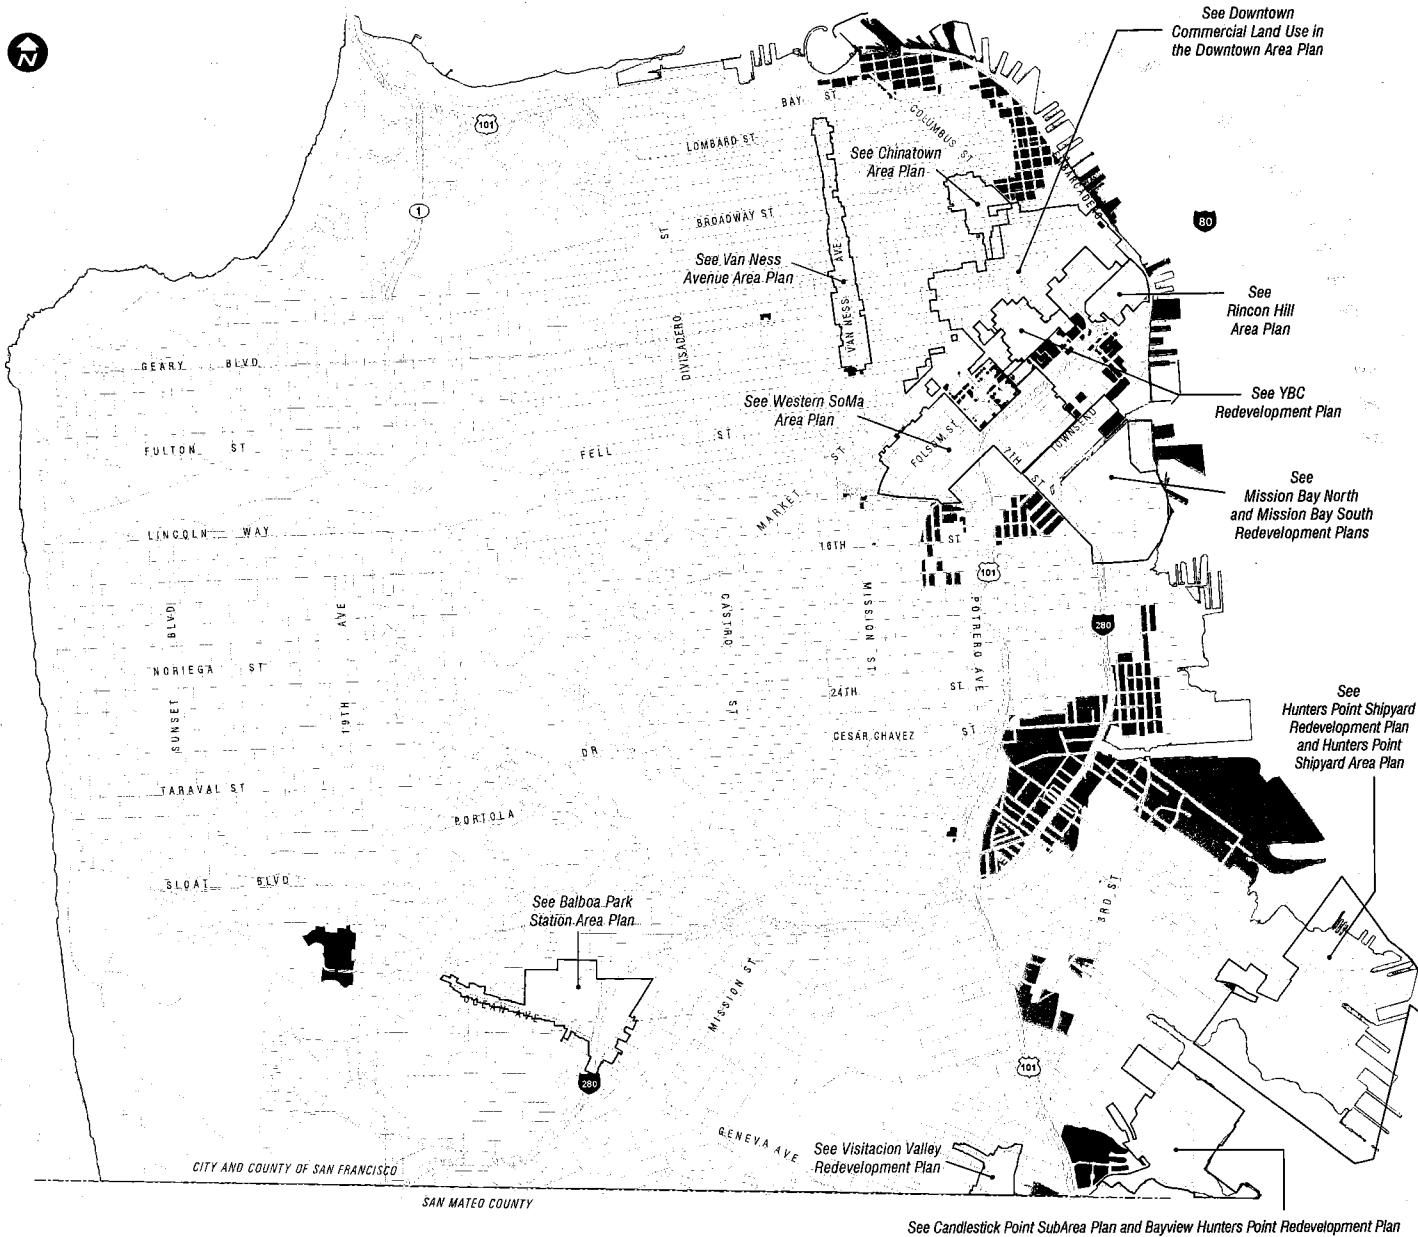 See Downtown
Commercial Land Use in
the Downtown Area Plan
N
101
BAY ST
COLUMBUS ST
LOMBARD ST
See Chinatown
Area Plan
EMBARCADERO
1
BROADWAY ST
80
ST
See Van Ness
Avenue Area Plan
AVE
See
Rincon Hill
Area Plan
VAN NESS
DIVISADERO
GEARY BLVD
See Western SoMa
Area Plan
See YBC
Redevelopment Plan
FULTON ST
FELL ST
ST
FOLSOM ST
TOWNSEND
7TH ST
See
Mission Bay North
and Mission Bay South
Redevelopment Plans
MARKET
LINCOLN WAY
16TH ST
101
SUNSET BLVD
19TH AVE
CASTRO ST
MISSION ST
POTRERO AVE
280
NORIEGA ST
24TH ST
See
Hunters Point Shipyard
Redevelopment Plan
and Hunters Point
Shipyard Area Plan
CESAR CHAVEZ ST
DR
TARAVAL ST
PORTOLA
SLOAT BLVD
3RD ST
See Balboa Park
Station Area Plan
OCEAN AVE
MISSION ST
280
101
GENEVA AVE
See Visitacion Valley
Redevelopment Plan
CITY AND COUNTY OF SAN FRANCISCO
SAN MATEO COUNTY
See Candlestick Point SubArea Plan and Bayview Hunters Point Redevelopment Plan